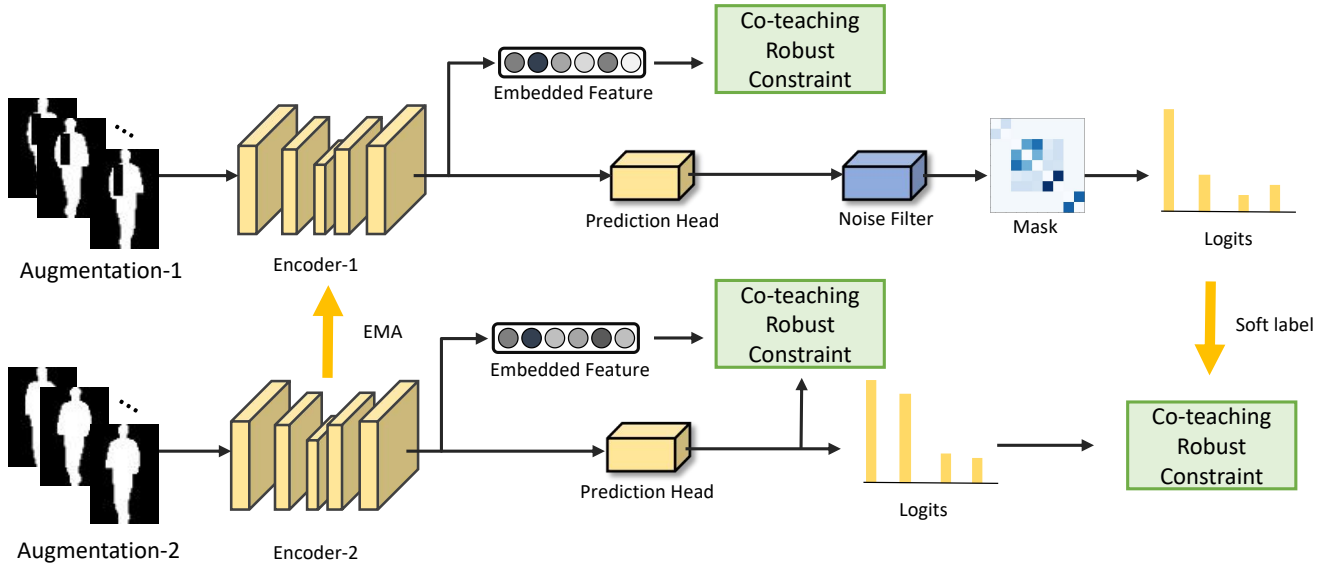 Co-teaching
Robust
Constraint
Embedded Feature
Prediction Head
Noise Filter
Mask
Logits
Augmentation-1
Encoder-1
EMA
Co-teaching
Robust
Constraint
Soft label
Embedded Feature
Prediction Head
Logits
Co-teaching
Robust
Constraint
Augmentation-2
Encoder-2